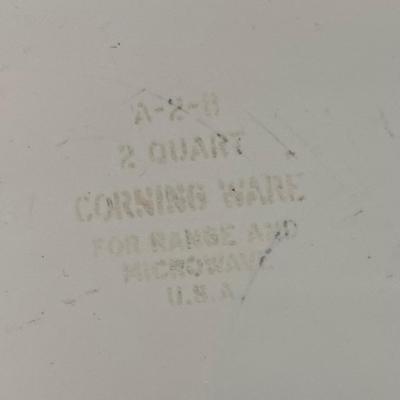 A-2-B
2 QUART
CORNING WARE
FOR RANGE AND
MICROWAVE
U.S.A